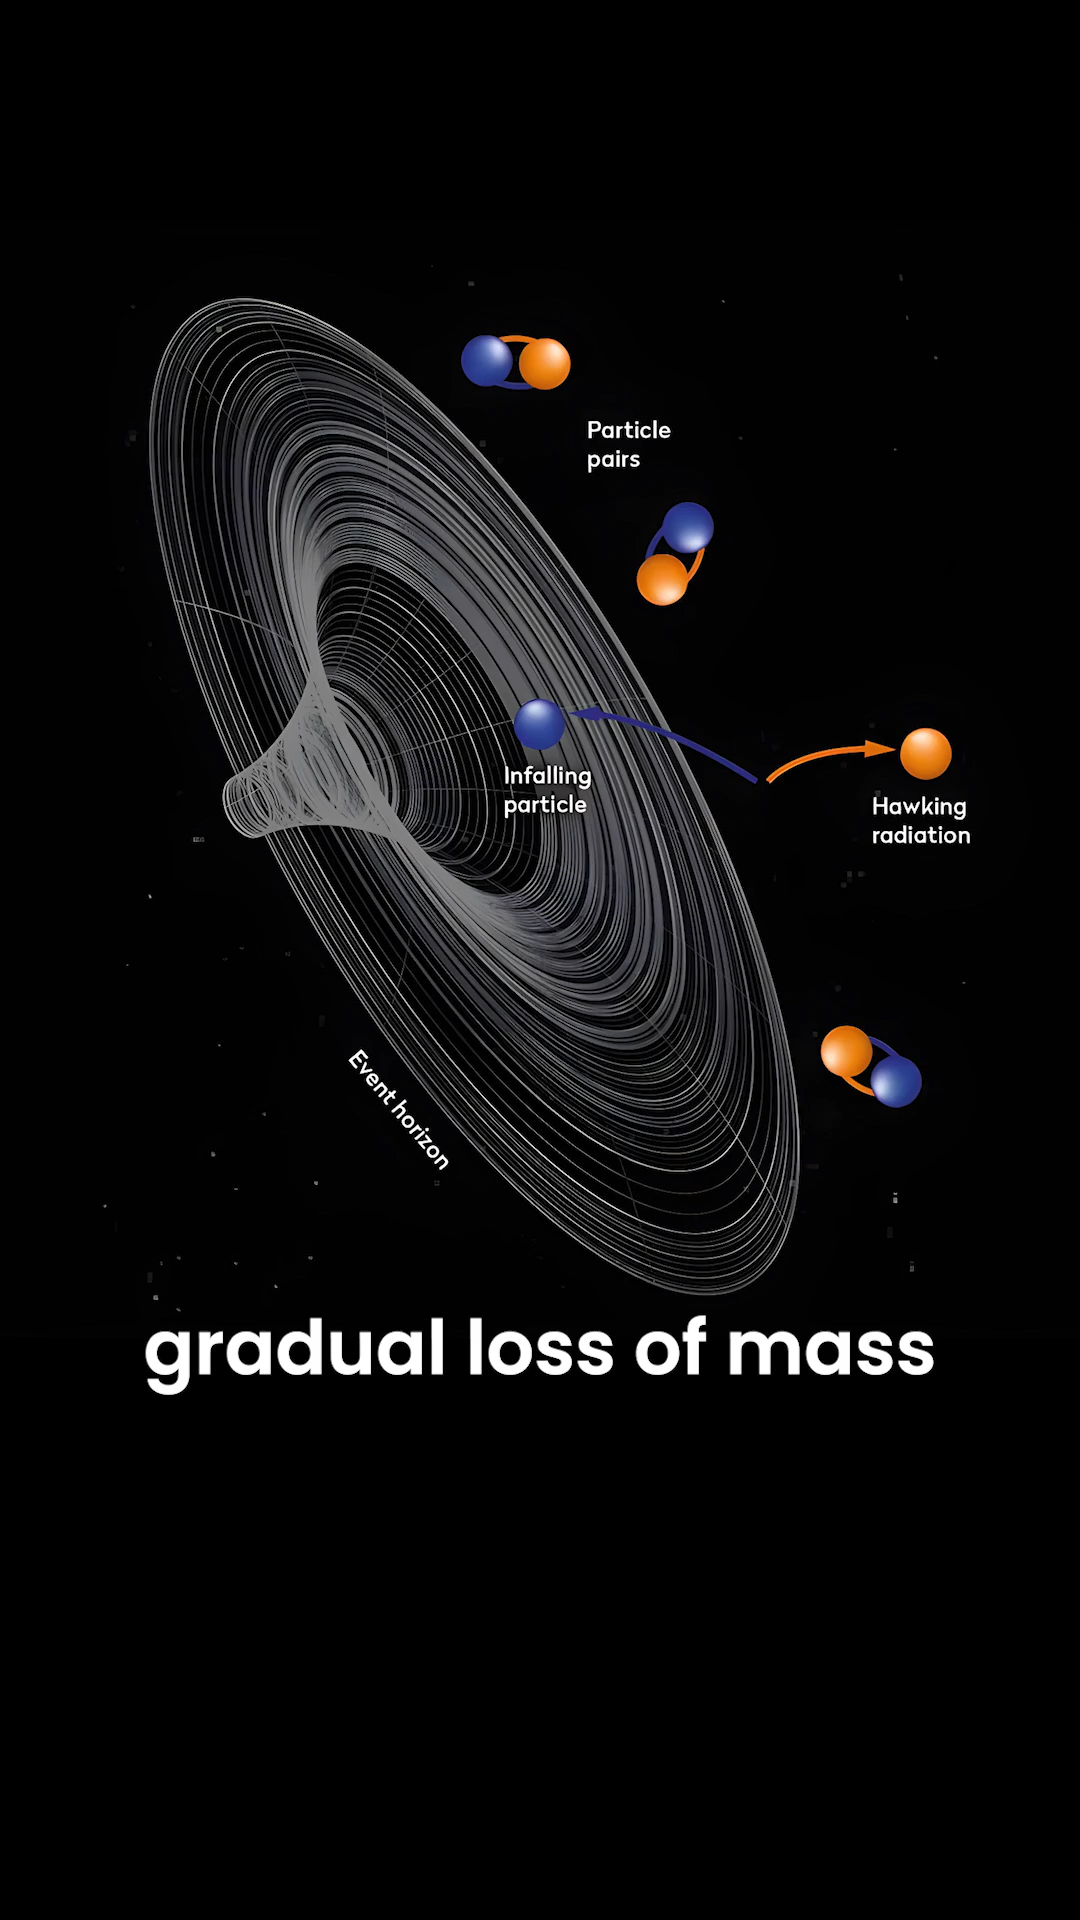 Particle
pairs
Infalling
particle
Hawking
radiation
Event horizon
gradual loss of mass